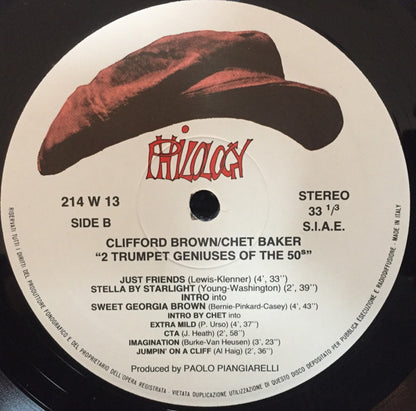 PHILOLOGY
214 W 13
SIDE B
STEREO
33 1/3
S.I.A.E.
CLIFFORD BROWN/CHET BAKER
"2 TRUMPET GENIUSES OF THE 50s"
JUST FRIENDS (Lewis-Klenner) (4', 33'')
STELLA BY STARLIGHT (Young-Washington) (2', 39'')
INTRO into
SWEET GEORGIA BROWN (Bernie-Pinkard-Casey) (4', 43'')
INTRO BY CHET into
EXTRA MILD (P. Urso) (4', 37'')
CTA (J. Heath) (2', 58'')
IMAGINATION (Burke-Van Heusen) (3', 23'')
JUMPIN' ON A CLIFF (Al Haig) (2', 36'')
Produced by PAOLO PIANGIARELLI
RISERVATI TUTTI I DIRITTI DEL PRODUTTORE FONOGRAFICO E DEL PROPRIETARIO DELL'OPERA REGISTRATA - VIETATA DUPLICAZIONE UTILIZZAZIONE DI QUESTO DISCO DEPOSITATO PER PUBBLICA ESECUZIONE E RADIODIFFUSIONE - MADE IN ITALY